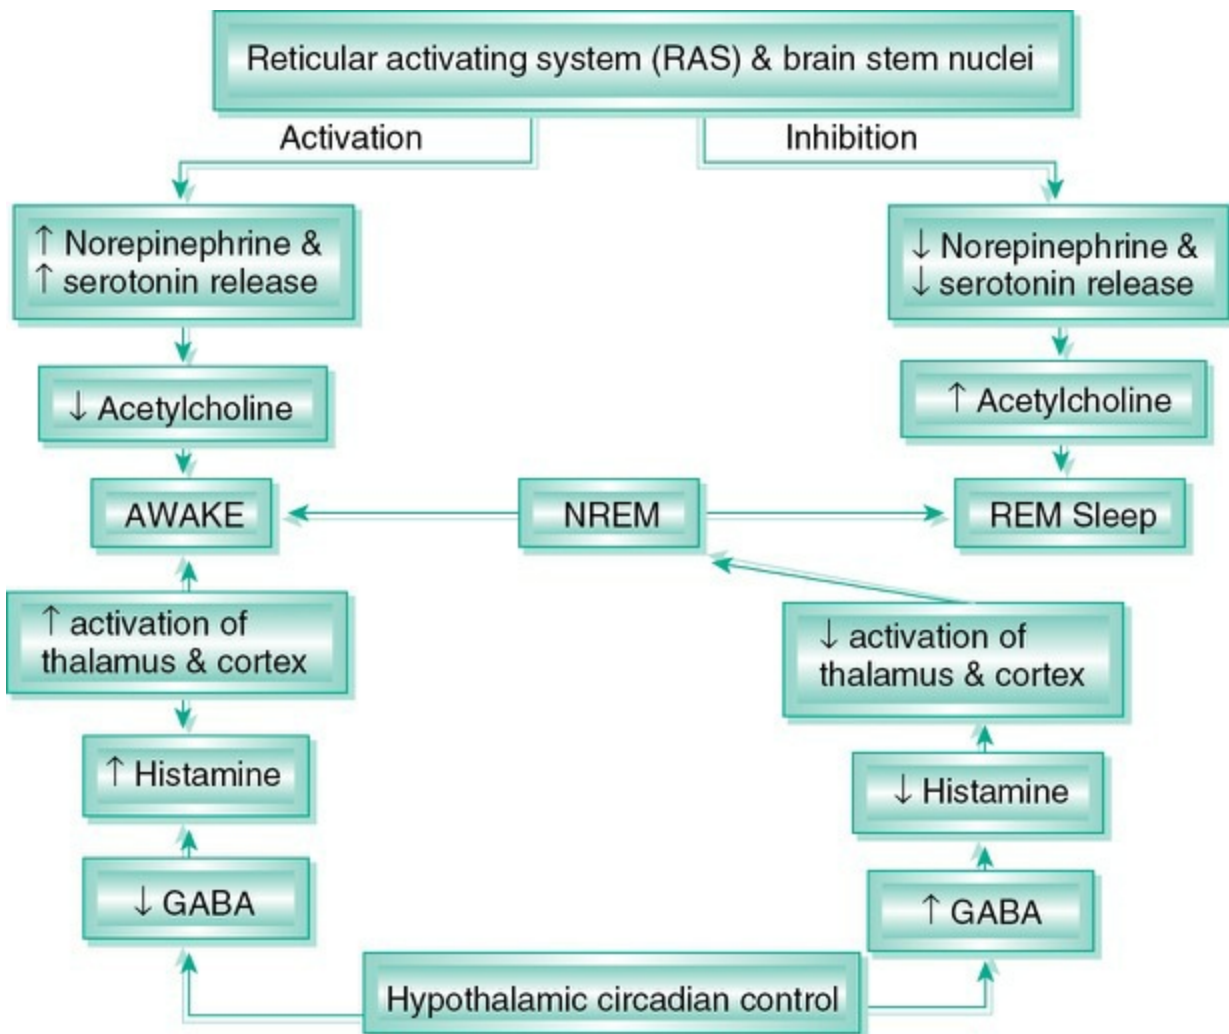 Reticular activating system (RAS) & brain stem nuclei
Activation
Inhibition
↑ Norepinephrine &
↑ serotonin release
↓ Norepinephrine &
↓ serotonin release
↓ Acetylcholine
↑ Acetylcholine
AWAKE
NREM
REM Sleep
↑ activation of
thalamus & cortex
↓ activation of
thalamus & cortex
↑ Histamine
↓ Histamine
↓ GABA
↑ GABA
Hypothalamic circadian control